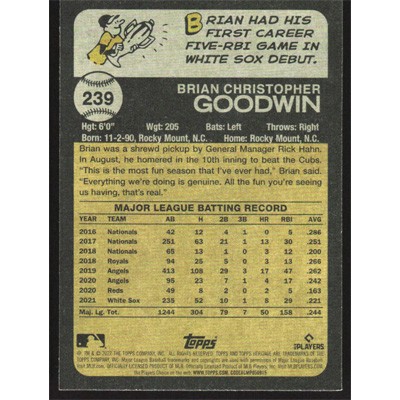 BRIAN HAD HIS
FIRST CAREER
FIVE-RBI GAME IN
WHITE SOX DEBUT.
239
BRIAN CHRISTOPHER
GOODWIN
Hgt: 6'0" Wgt: 205 Bats: Left Throws: Right
Born: 11-2-90, Rocky Mount, N.C. Home: Rocky Mount, N.C.
Brian was a shrewd pickup by General Manager Rick Hahn.
In August, he homered in the 10th inning to beat the Cubs.
"This is the most fun season that I've ever had," Brian said.
"Everything we're doing is genuine. All the fun you're seeing
us having, that's real."
MAJOR LEAGUE BATTING RECORD
YEAR TEAM AB H 2B 3B HR RBI AVG
2016 Nationals 42 12 4 1 0 5 .286
2017 Nationals 251 63 21 1 13 30 .251
2018 Nationals 65 13 1 0 3 12 .200
2018 Royals 94 25 5 0 3 13 .266
2019 Angels 413 108 29 3 17 47 .262
2020 Angels 99 24 1 4 17 .242
2020 Reds 49 8 2 0 2 5 .163
2021 White Sox 235 52 10 1 8 29 .221
Maj. Lg. Tot. 1244 304 79 7 50 158 .244
Topps
PLAYERS